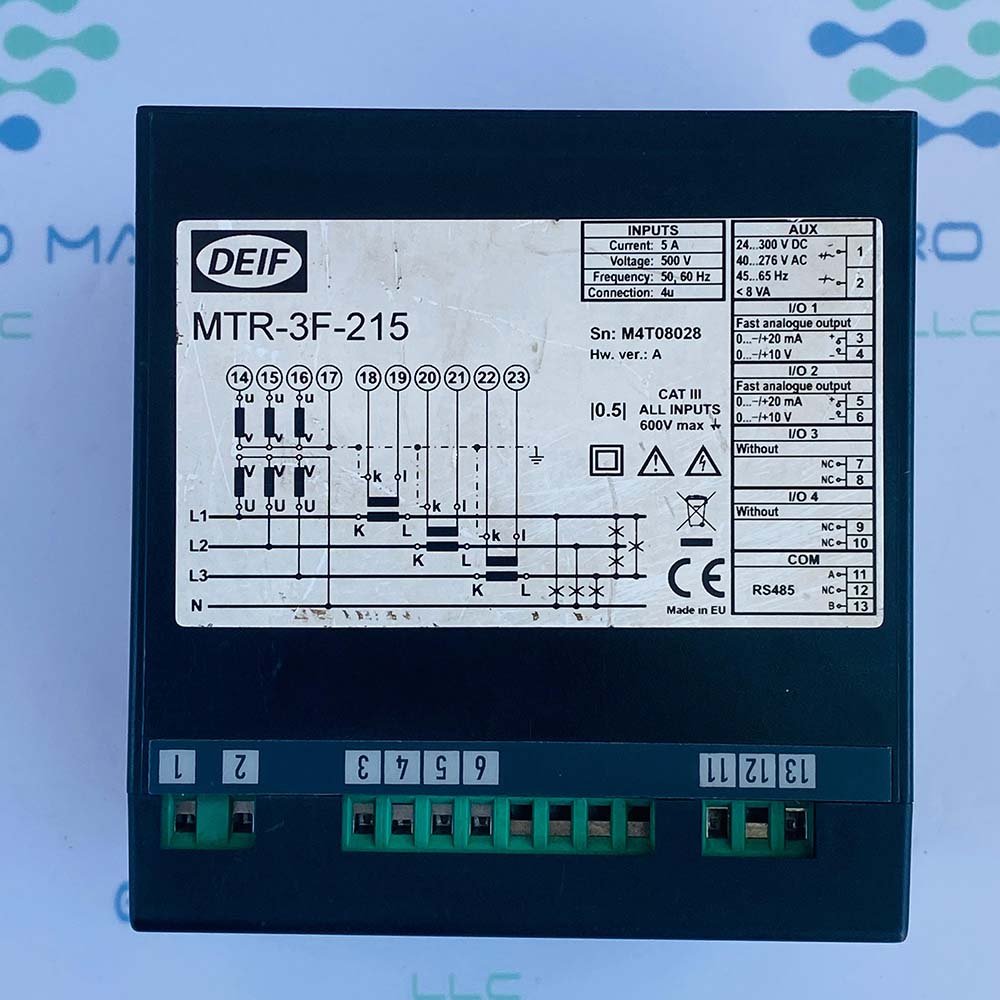 DEIF
MTR-3F-215
INPUTS
Current: 5 A
Voltage: 500 V
Frequency: 50, 60 Hz
Connection: 4u
Sn: M4T08028
Hw. ver.: A
|0.5|
CAT III
ALL INPUTS
600V max
CE
Made in EU
AUX
24...300 V DC
40...276 V AC
45...65 Hz
< 8 VA
1
2
I/O 1
Fast analogue output
0...-/+20 mA + 3
0...-/+10 V - 4
I/O 2
Fast analogue output
0...-/+20 mA + 5
0...-/+10 V - 6
I/O 3
Without
NC 7
NC 8
I/O 4
Without
NC 9
NC 10
COM
RS485
A 11
NC 12
B 13
14 15 16 17 18 19 20 21 22 23
u u u
v v v
v v v
U U U
k l
k l
k l
L1
K L
L2
K L
L3
K L
N
1 2 3 4 5 6 11 12 13
LLC
LLC